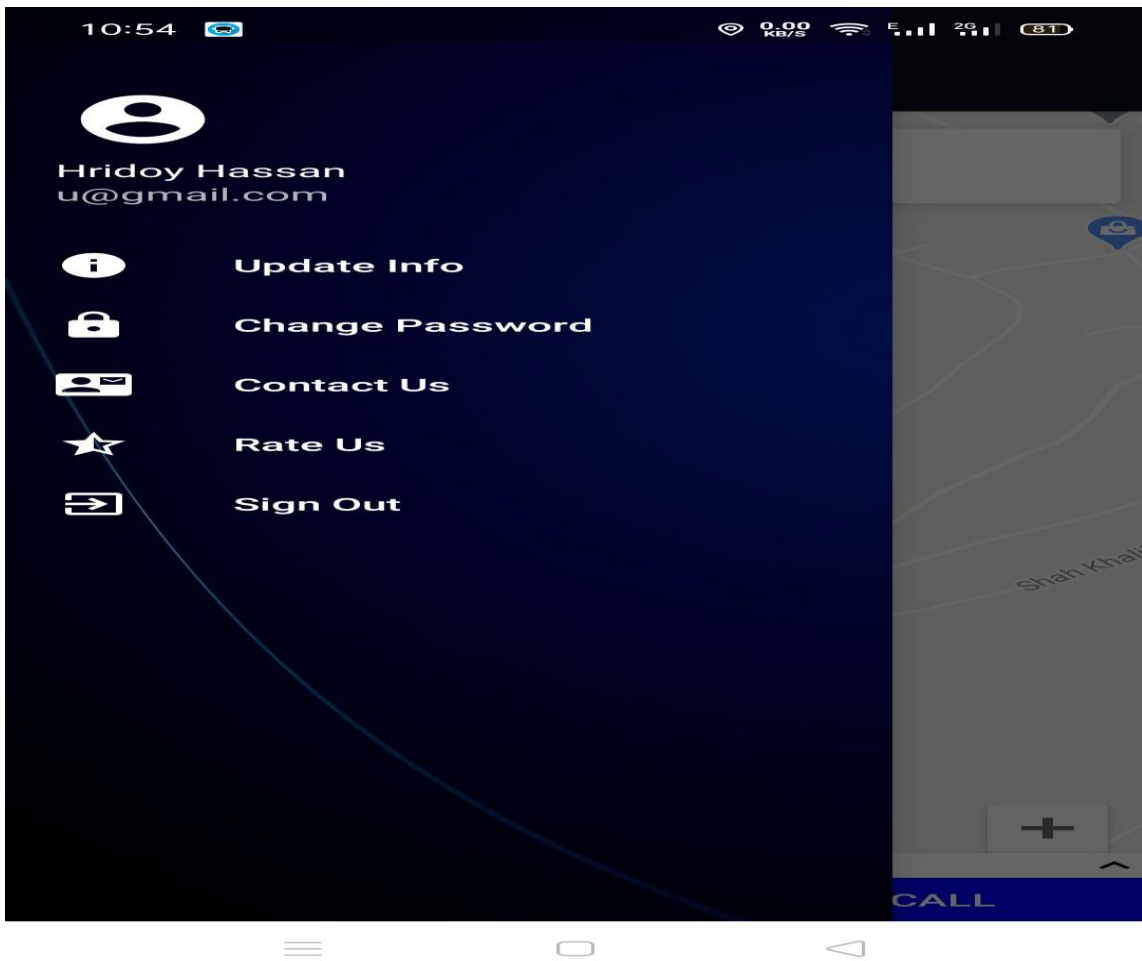 10:54
0.00
KB/S
E
2G
81
Hridoy Hassan
u@gmail.com
Update Info
Change Password
Contact Us
Rate Us
Sign Out
Shah Khali
CALL